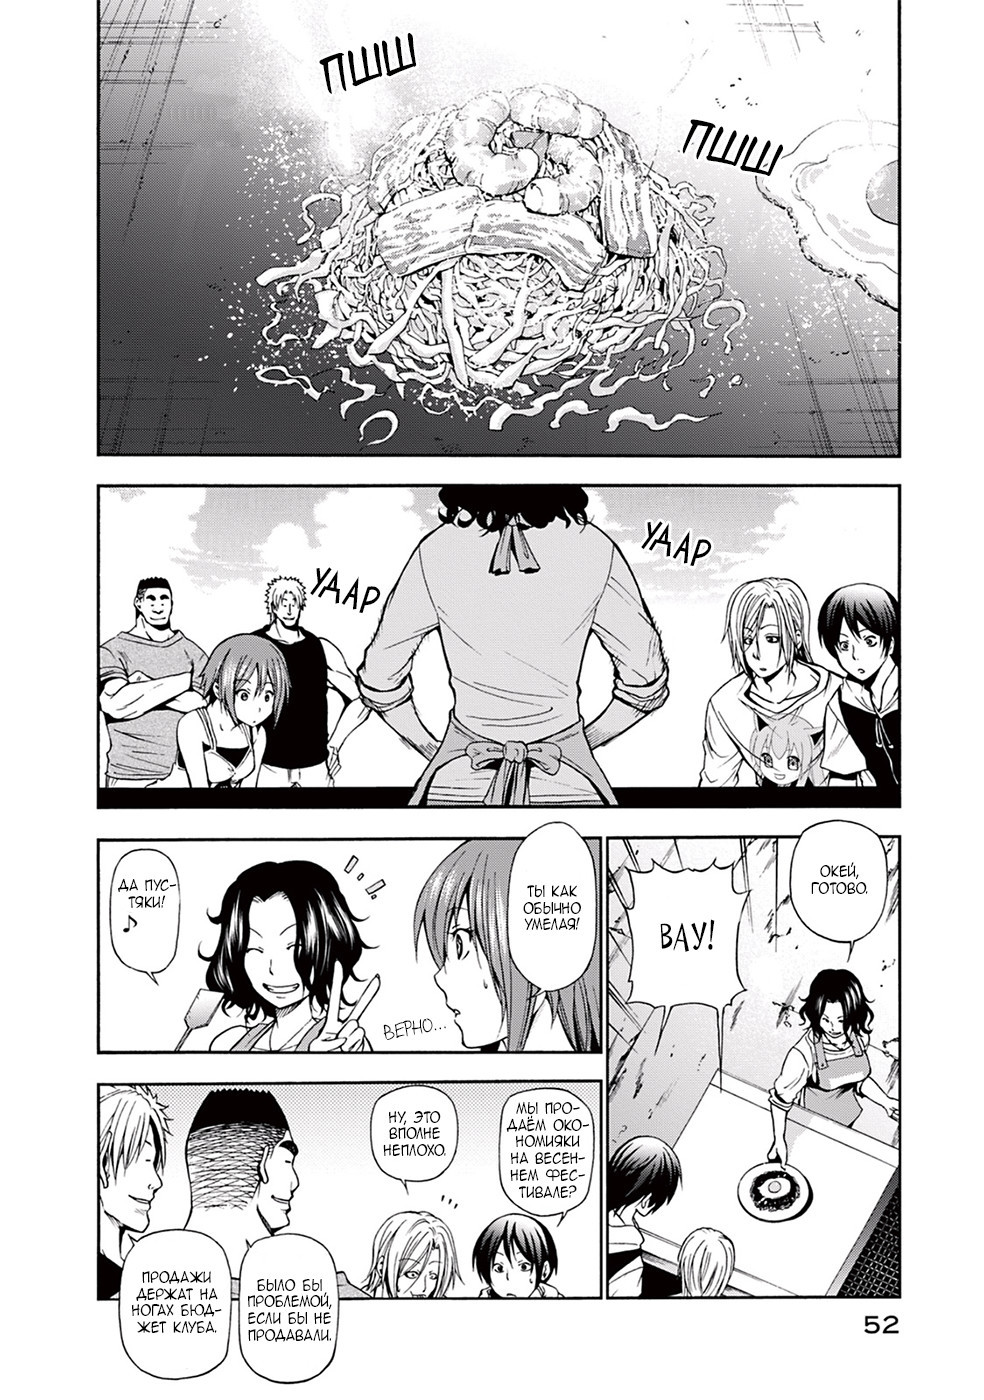 ПШШ
ПШШ
УДАР
УДАР
ОКЕЙ,
ГОТОВО.
ВАУ!
ТЫ КАК
ОБЫЧНО
УМЕЛАЯ!
ВЕРНО...
ДА ПУС-
ТЯКИ!
♪
МЫ ПРО-
ДАЁМ ОКО-
НОМИЯКИ
НА ВЕСЕН-
НЕМ ФЕС-
ТИВАЛЕ?
НУ, ЭТО
ВПОЛНЕ
НЕПЛОХО.
БЫЛО БЫ
ПРОБЛЕМОЙ,
ЕСЛИ БЫ НЕ
ПРОДАВАЛИ.
ПРОДАЖИ
ДЕРЖАТ НА
НОГАХ БЮД-
ЖЕТ КЛУБА.
52